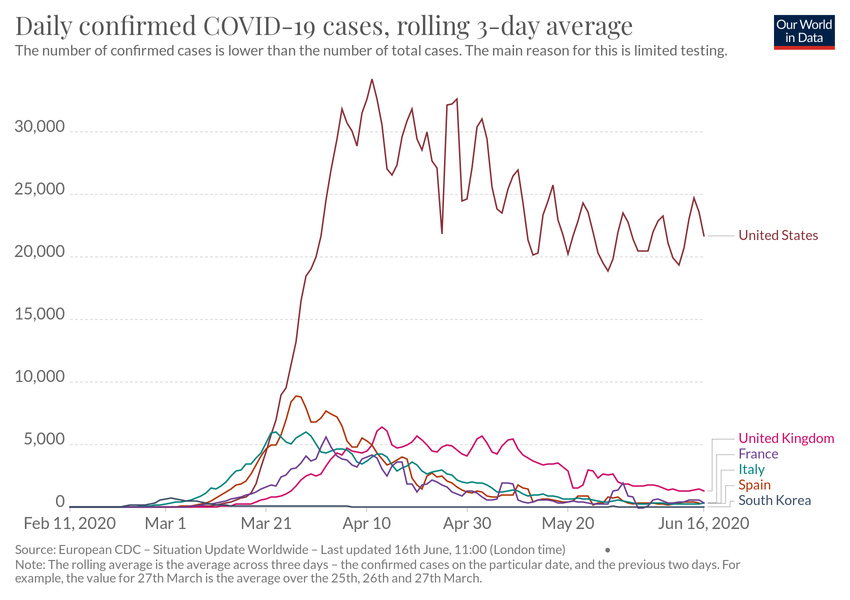 Daily confirmed COVID-19 cases, rolling 3-day average
The number of confirmed cases is lower than the number of total cases. The main reason for this is limited testing.
Our World
in Data
30,000
25,000
20,000
15,000
10,000
5,000
0
United States
United Kingdom
France
Italy
Spain
South Korea
Feb 11, 2020
Mar 1
Mar 21
Apr 10
Apr 30
May 20
Jun 16, 2020
Source: European CDC – Situation Update Worldwide – Last updated 16th June, 11:00 (London time)
Note: The rolling average is the average across three days – the confirmed cases on the particular date, and the previous two days. For
example, the value for 27th March is the average over the 25th, 26th and 27th March.